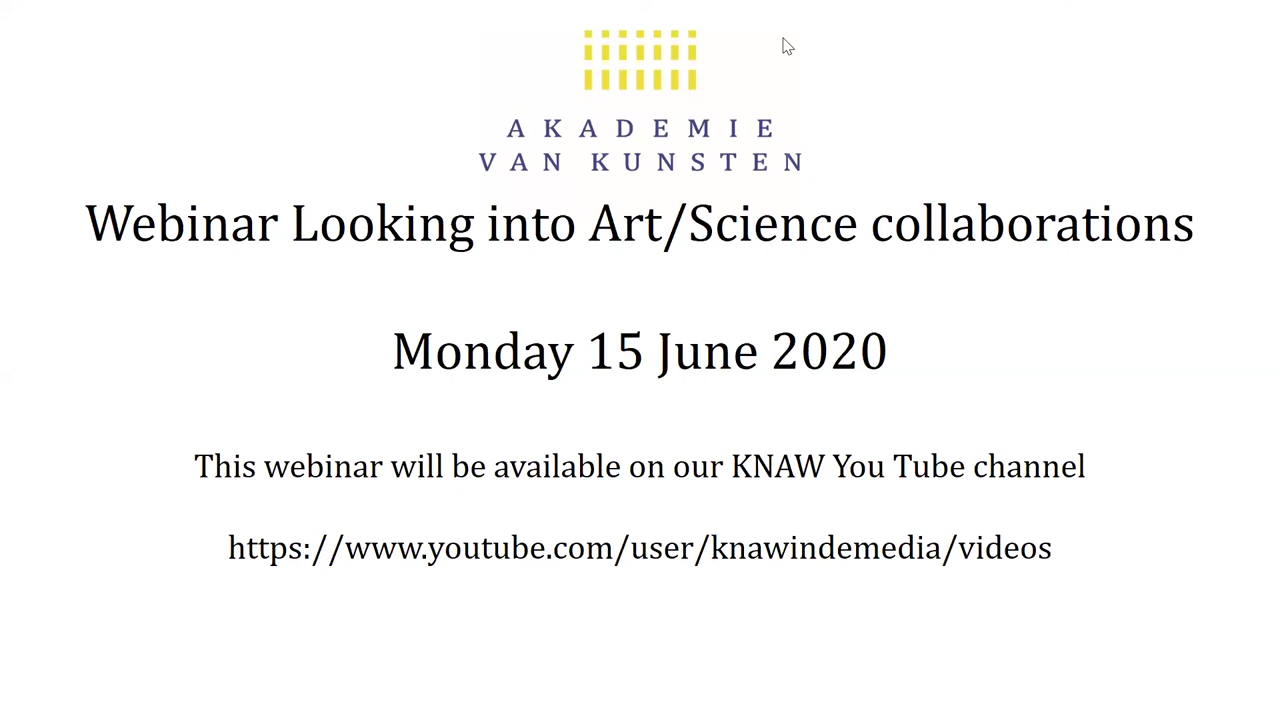 AKADEMIE
VAN KUNSTEN
Webinar Looking into Art/Science collaborations
Monday 15 June 2020
This webinar will be available on our KNAW You Tube channel
https://www.youtube.com/user/knawindemedia/videos